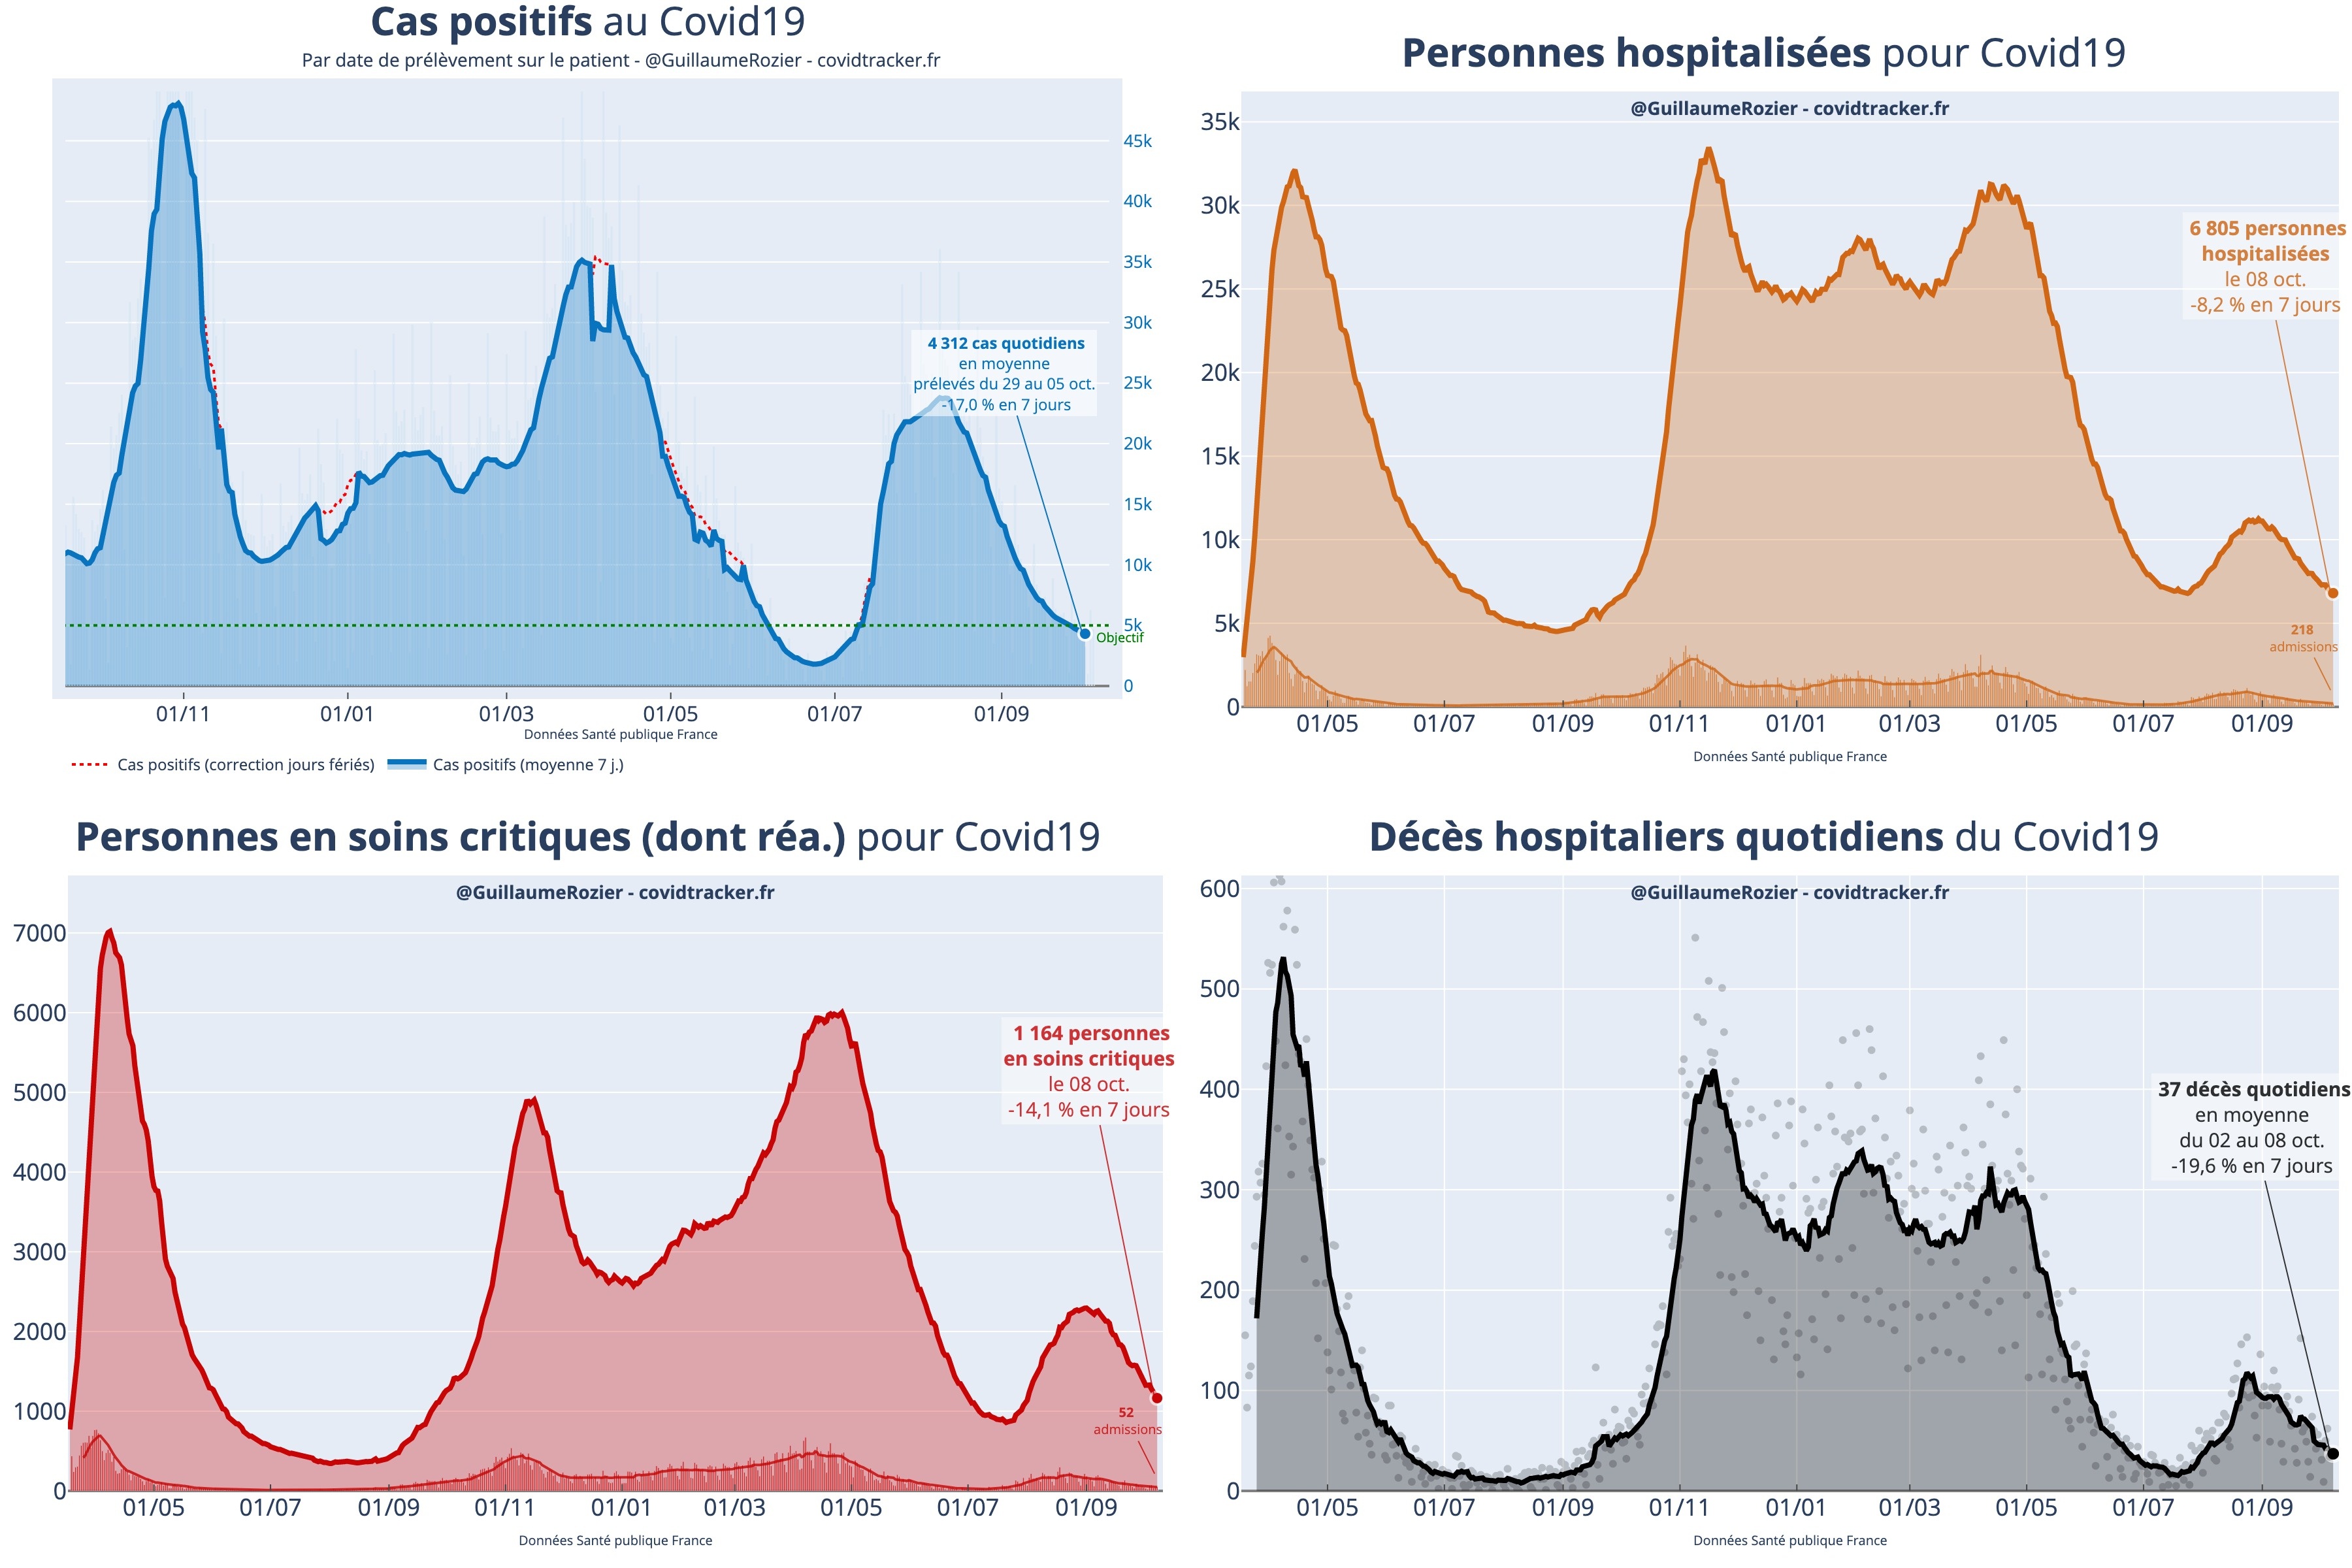 Cas positifs au Covid19
Par date de prélèvement sur le patient - @GuillaumeRozier - covidtracker.fr
45k
40k
35k
30k
25k
20k
15k
10k
5k
0
4 312 cas quotidiens
en moyenne
prélevés du 29 au 05 oct.
-17,0 % en 7 jours
Objectif
01/11 01/01 01/03 01/05 01/07 01/09
Données Santé publique France
Cas positifs (correction jours fériés) Cas positifs (moyenne 7 j.)
Personnes hospitalisées pour Covid19
@GuillaumeRozier - covidtracker.fr
35k
30k
25k
20k
15k
10k
5k
0
6 805 personnes
hospitalisées
le 08 oct.
-8,2 % en 7 jours
218
admissions
01/05 01/07 01/09 01/11 01/01 01/03 01/05 01/07 01/09
Données Santé publique France
Personnes en soins critiques (dont réa.) pour Covid19
@GuillaumeRozier - covidtracker.fr
7000
6000
5000
4000
3000
2000
1000
0
1 164 personnes
en soins critiques
le 08 oct.
-14,1 % en 7 jours
52
admissions
01/05 01/07 01/09 01/11 01/01 01/03 01/05 01/07 01/09
Données Santé publique France
Décès hospitaliers quotidiens du Covid19
@GuillaumeRozier - covidtracker.fr
600
500
400
300
200
100
0
37 décès quotidiens
en moyenne
du 02 au 08 oct.
-19,6 % en 7 jours
01/05 01/07 01/09 01/11 01/01 01/03 01/05 01/07 01/09
Données Santé publique France